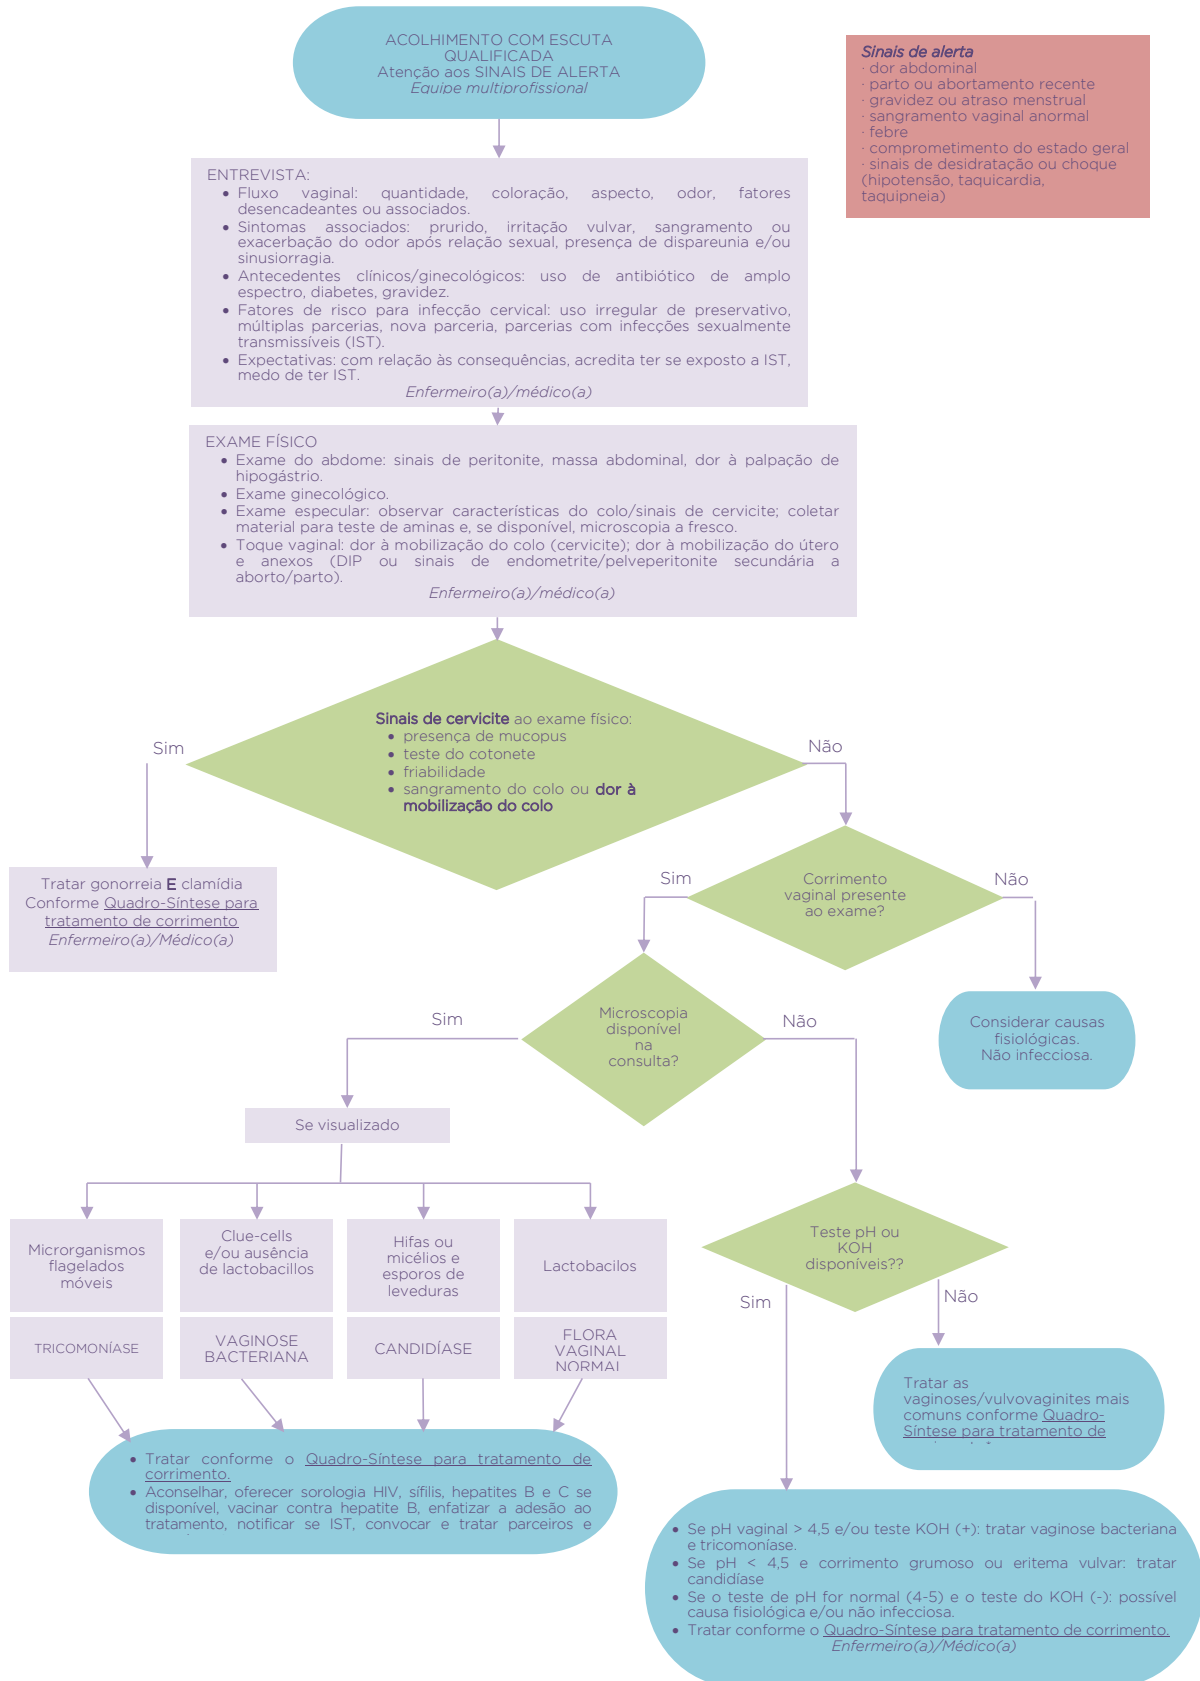 ACOLHIMENTO COM ESCUTA
QUALIFICADA
Atenção aos SINAIS DE ALERTA
Equipe multiprofissional
Sinais de alerta
· dor abdominal
· parto ou abortamento recente
· gravidez ou atraso menstrual
· sangramento vaginal anormal
· febre
· comprometimento do estado geral
· sinais de desidratação ou choque
(hipotensão, taquicardia,
taquipneia)
ENTREVISTA:
• Fluxo vaginal: quantidade, coloração, aspecto, odor, fatores
desencadeantes ou associados.
• Sintomas associados: prurido, irritação vulvar, sangramento ou
exacerbação do odor após relação sexual, presença de dispareunia e/ou
sinusiorragia.
• Antecedentes clínicos/ginecológicos: uso de antibiótico de amplo
espectro, diabetes, gravidez.
• Fatores de risco para infecção cervical: uso irregular de preservativo,
múltiplas parcerias, nova parceria, parcerias com infecções sexualmente
transmissíveis (IST).
• Expectativas: com relação às consequências, acredita ter se exposto a IST,
medo de ter IST.
Enfermeiro(a)/médico(a)
EXAME FÍSICO
• Exame do abdome: sinais de peritonite, massa abdominal, dor à palpação de
hipogástrio.
• Exame ginecológico.
• Exame especular: observar características do colo/sinais de cervicite; coletar
material para teste de aminas e, se disponível, microscopia a fresco.
• Toque vaginal: dor à mobilização do colo (cervicite); dor à mobilização do útero
e anexos (DIP ou sinais de endometrite/pelveperitonite secundária a
aborto/parto).
Enfermeiro(a)/médico(a)
Sinais de cervicite ao exame físico:
• presença de mucopus
• teste do cotonete
• friabilidade
• sangramento do colo ou dor à
mobilização do colo
Sim
Não
Tratar gonorreia E clamídia
Conforme Quadro-Síntese para
tratamento de corrimento
Enfermeiro(a)/Médico(a)
Corrimento
vaginal presente
ao exame?
Sim
Não
Considerar causas
fisiológicas.
Não infecciosa.
Microscopia
disponível
na
consulta?
Sim
Não
Se visualizado
Microrganismos
flagelados
móveis
Clue-cells
e/ou ausência
de lactobacillos
Hifas ou
micélios e
esporos de
leveduras
Lactobacilos
TRICOMONÍASE
VAGINOSE
BACTERIANA
CANDIDÍASE
FLORA
VAGINAL
NORMAL
Teste pH ou
KOH
disponíveis??
Sim
Não
Tratar as
vaginoses/vulvovaginites mais
comuns conforme Quadro-
Síntese para tratamento de
• Tratar conforme o Quadro-Síntese para tratamento de
corrimento.
• Aconselhar, oferecer sorologia HIV, sífilis, hepatites B e C se
disponível, vacinar contra hepatite B, enfatizar a adesão ao
tratamento, notificar se IST, convocar e tratar parceiros e
• Se pH vaginal > 4,5 e/ou teste KOH (+): tratar vaginose bacteriana
e tricomoníase.
• Se pH < 4,5 e corrimento grumoso ou eritema vulvar: tratar
candidíase
• Se o teste de pH for normal (4-5) e o teste do KOH (-): possível
causa fisiológica e/ou não infecciosa.
• Tratar conforme o Quadro-Síntese para tratamento de corrimento.
Enfermeiro(a)/Médico(a)